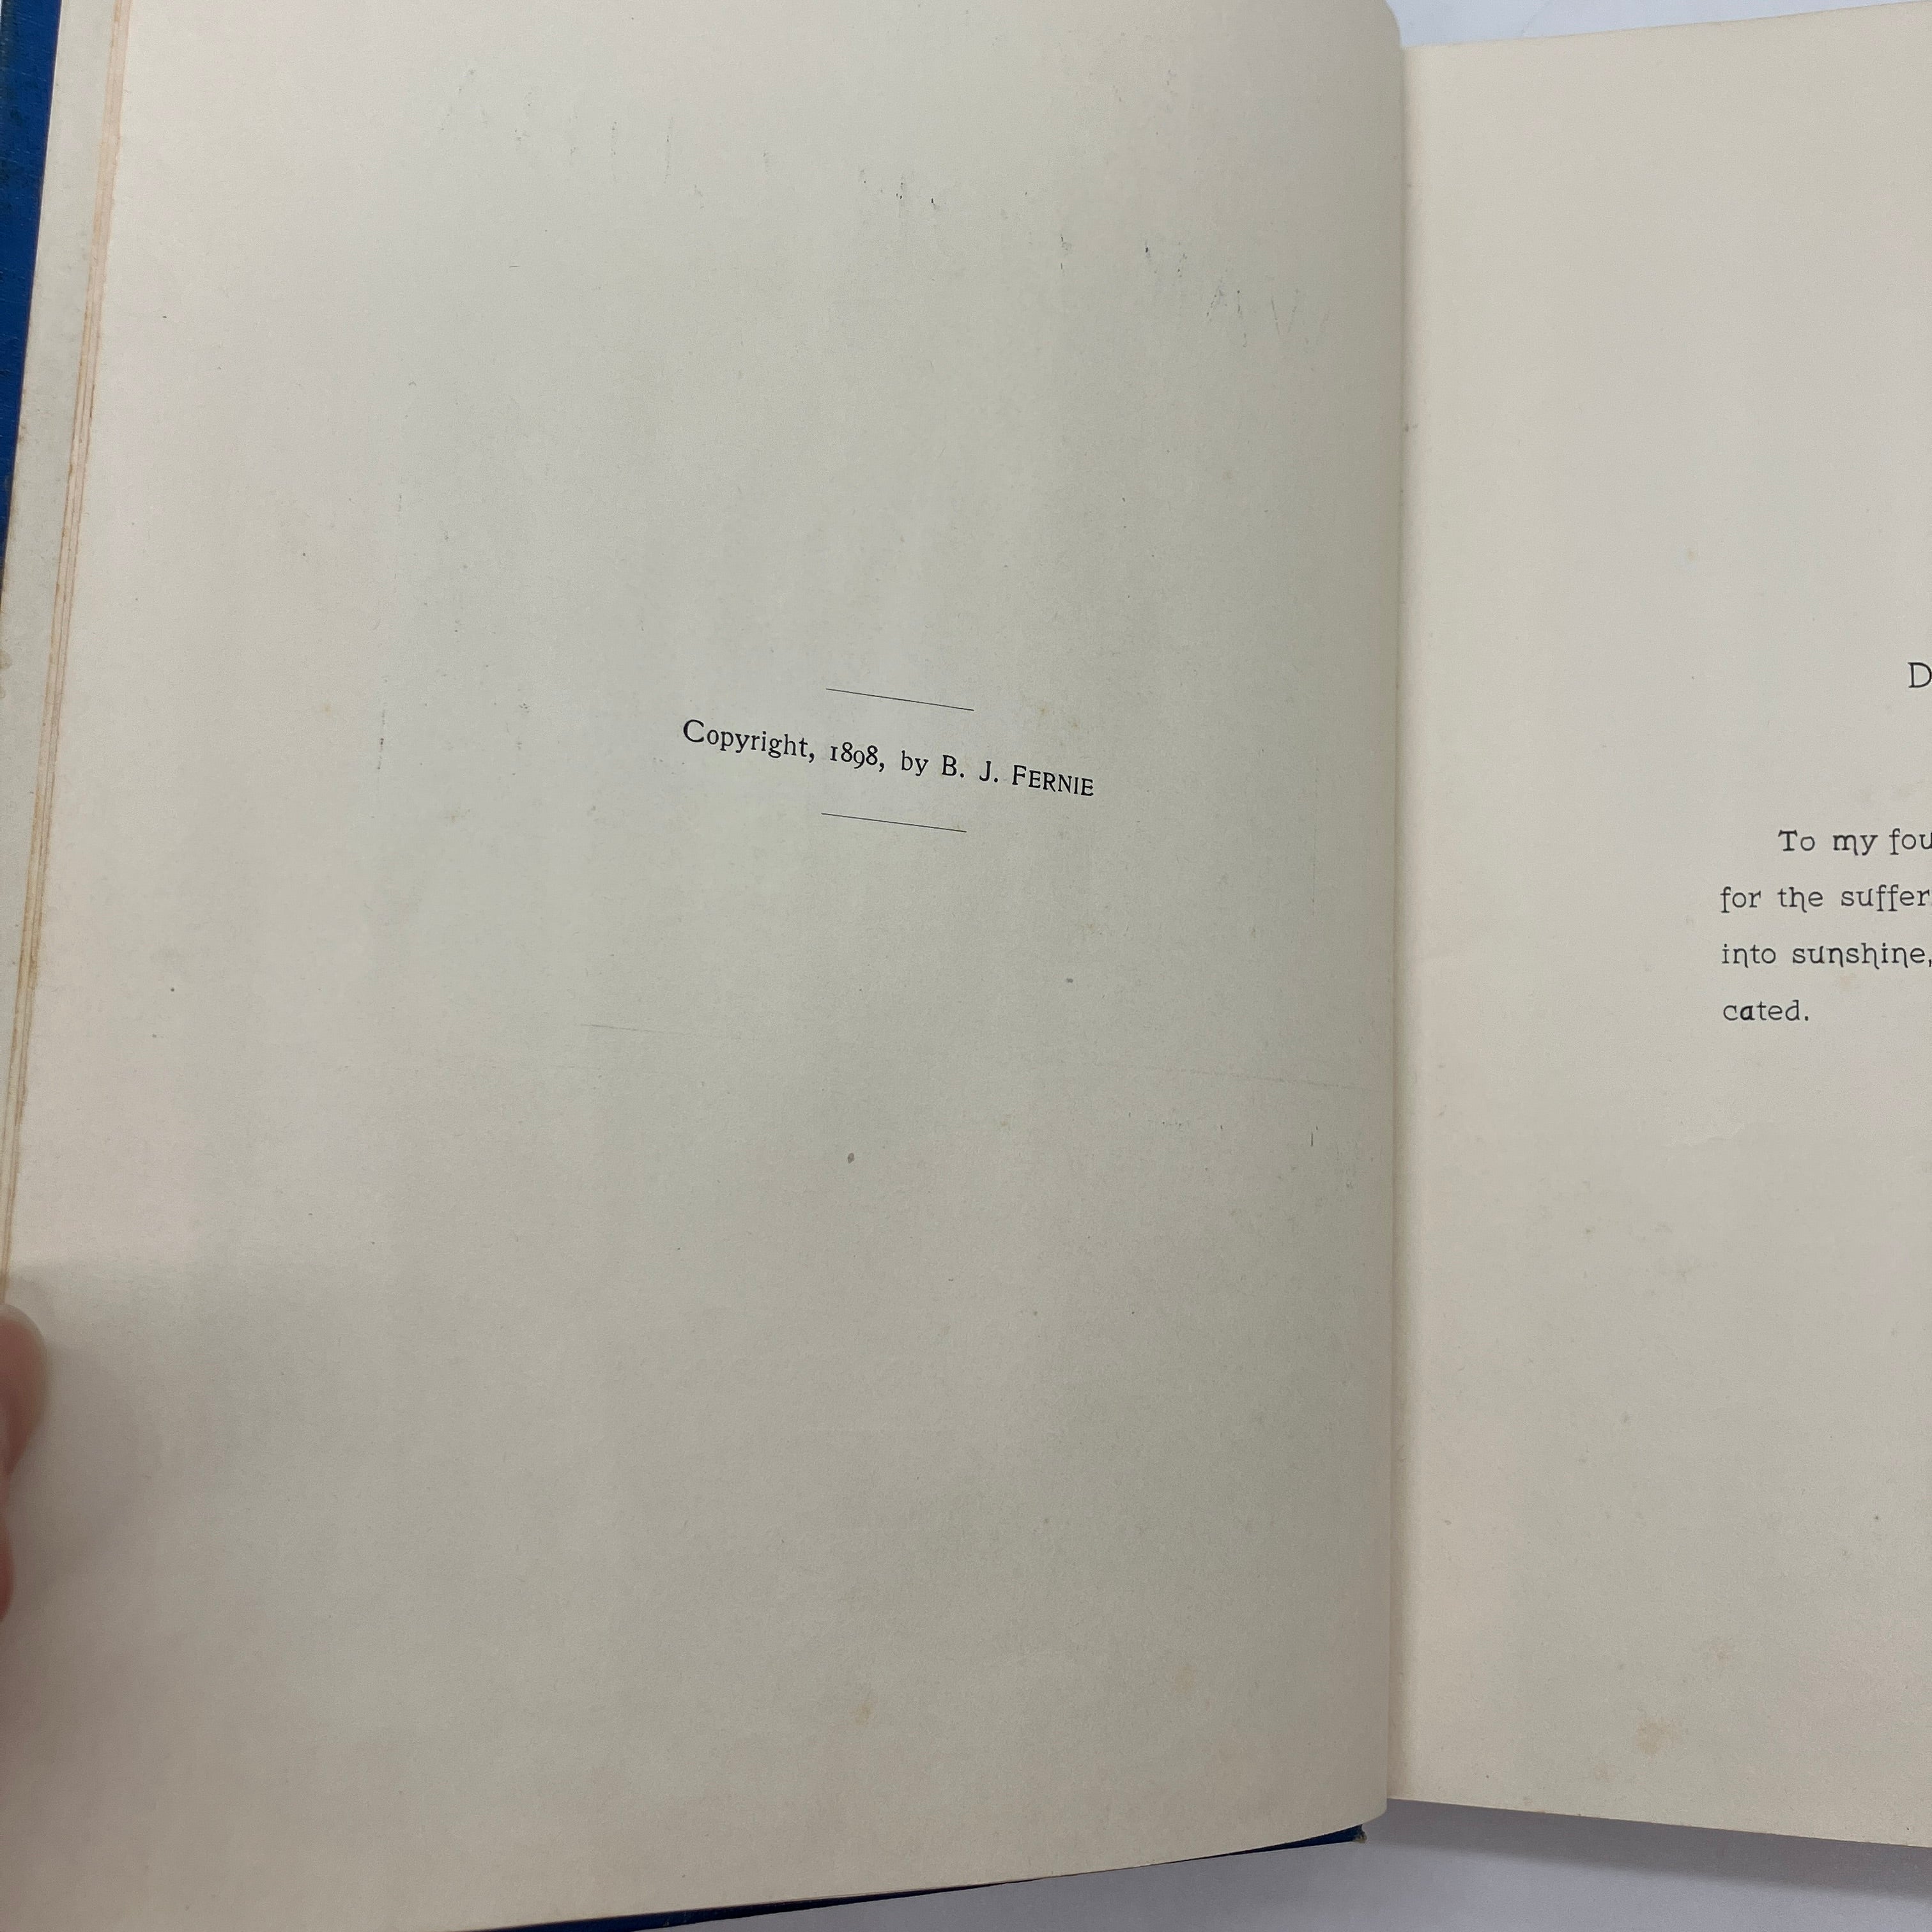 Copyright, 1898, by B. J. FERNIE
D
To my fou
for the suffer
into sunshine,
cated.